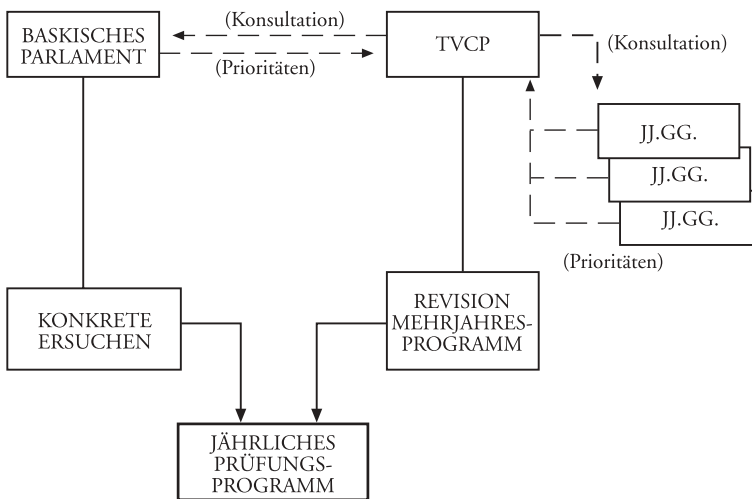 BASKISCHES
PARLAMENT
(Konsultation)
(Prioritäten)
TVCP
(Konsultation)
JJ.GG.
JJ.GG.
JJ.GG.
(Prioritäten)
KONKRETE
ERSUCHEN
REVISION
MEHRJAHRES-
PROGRAMM
JÄHRLICHES
PRÜFUNGS-
PROGRAMM